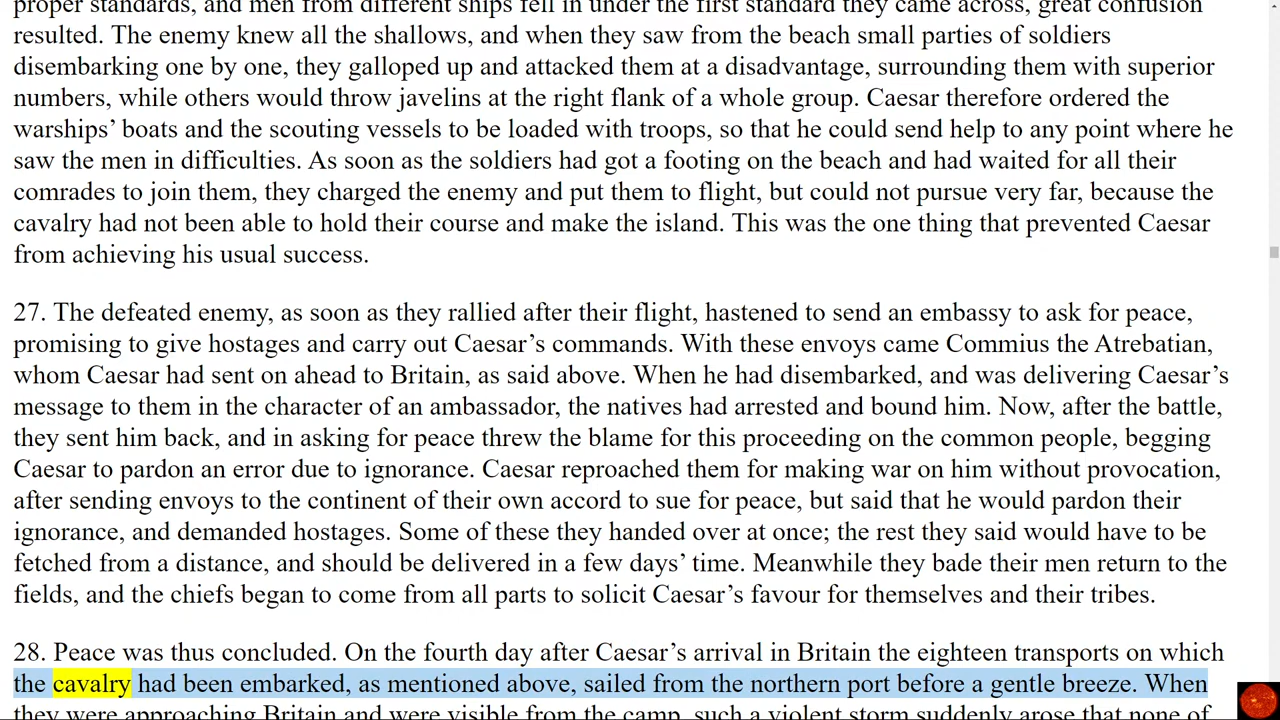 proper standards, and men from different ships fell in under the first standard they came across, great confusion
resulted. The enemy knew all the shallows, and when they saw from the beach small parties of soldiers
disembarking one by one, they galloped up and attacked them at a disadvantage, surrounding them with superior
numbers, while others would throw javelins at the right flank of a whole group. Caesar therefore ordered the
warships’ boats and the scouting vessels to be loaded with troops, so that he could send help to any point where he
saw the men in difficulties. As soon as the soldiers had got a footing on the beach and had waited for all their
comrades to join them, they charged the enemy and put them to flight, but could not pursue very far, because the
cavalry had not been able to hold their course and make the island. This was the one thing that prevented Caesar
from achieving his usual success.
27. The defeated enemy, as soon as they rallied after their flight, hastened to send an embassy to ask for peace,
promising to give hostages and carry out Caesar’s commands. With these envoys came Commius the Atrebatian,
whom Caesar had sent on ahead to Britain, as said above. When he had disembarked, and was delivering Caesar’s
message to them in the character of an ambassador, the natives had arrested and bound him. Now, after the battle,
they sent him back, and in asking for peace threw the blame for this proceeding on the common people, begging
Caesar to pardon an error due to ignorance. Caesar reproached them for making war on him without provocation,
after sending envoys to the continent of their own accord to sue for peace, but said that he would pardon their
ignorance, and demanded hostages. Some of these they handed over at once; the rest they said would have to be
fetched from a distance, and should be delivered in a few days’ time. Meanwhile they bade their men return to the
fields, and the chiefs began to come from all parts to solicit Caesar’s favour for themselves and their tribes.
28. Peace was thus concluded. On the fourth day after Caesar’s arrival in Britain the eighteen transports on which
the cavalry had been embarked, as mentioned above, sailed from the northern port before a gentle breeze. When
they were approaching Britain and were visible from the camp, such a violent storm suddenly arose that none of